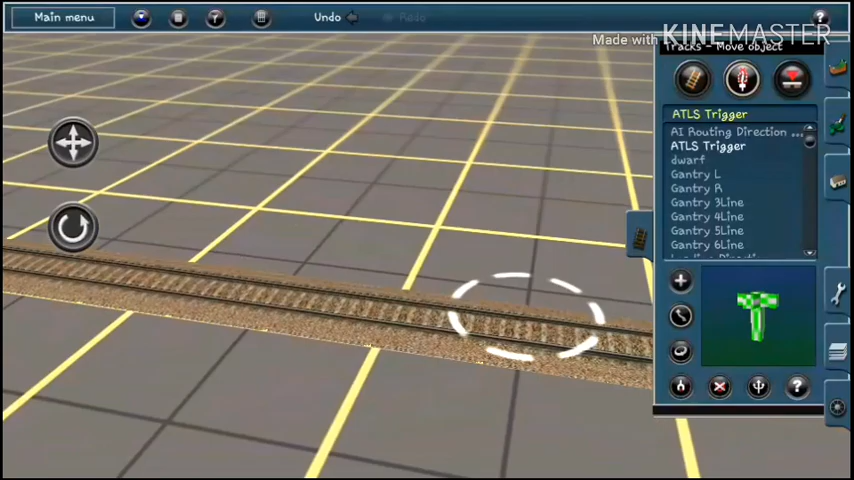 Main menu
Undo
Redo
?
Made with KINEMASTER
Tracks - Move object
ATLS Trigger
AI Routing Direction ...
ATLS Trigger
dwarf
Gantry L
Gantry R
Gantry 3Line
Gantry 4Line
Gantry 5Line
Gantry 6Line
?